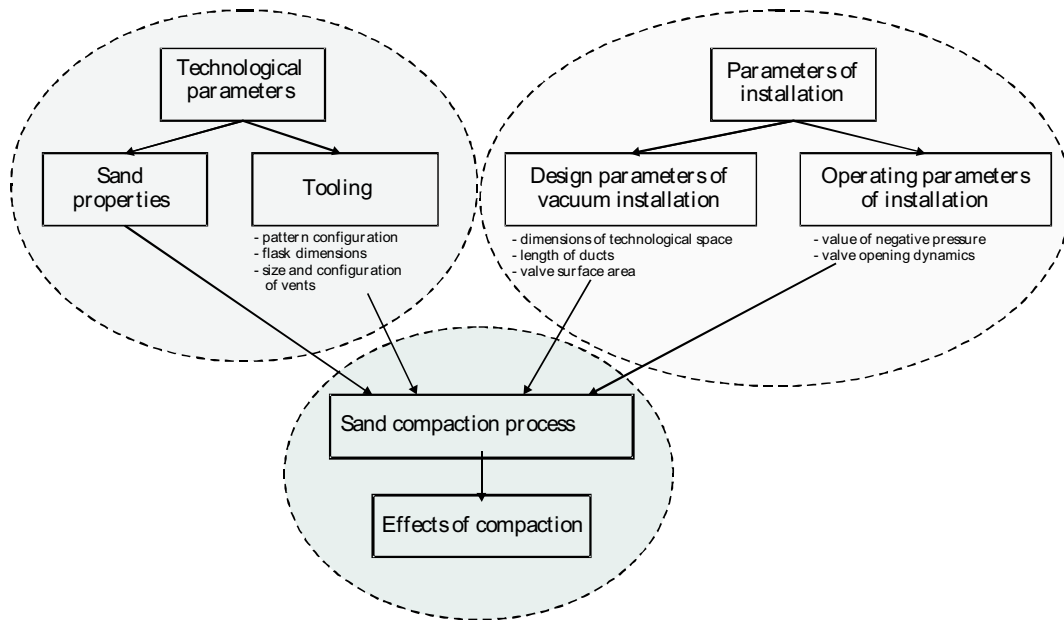 Technological
parameters
Parameters of
installation
Sand
properties
Tooling
Design parameters of
vacuum installation
Operating parameters
of installation
- pattern configuration
- flask dimensions
- size and configuration
of vents
- dimensions of technological space
- length of ducts
- valve surface area
- value of negative pressure
- valve opening dynamics
Sand compaction process
Effects of compaction